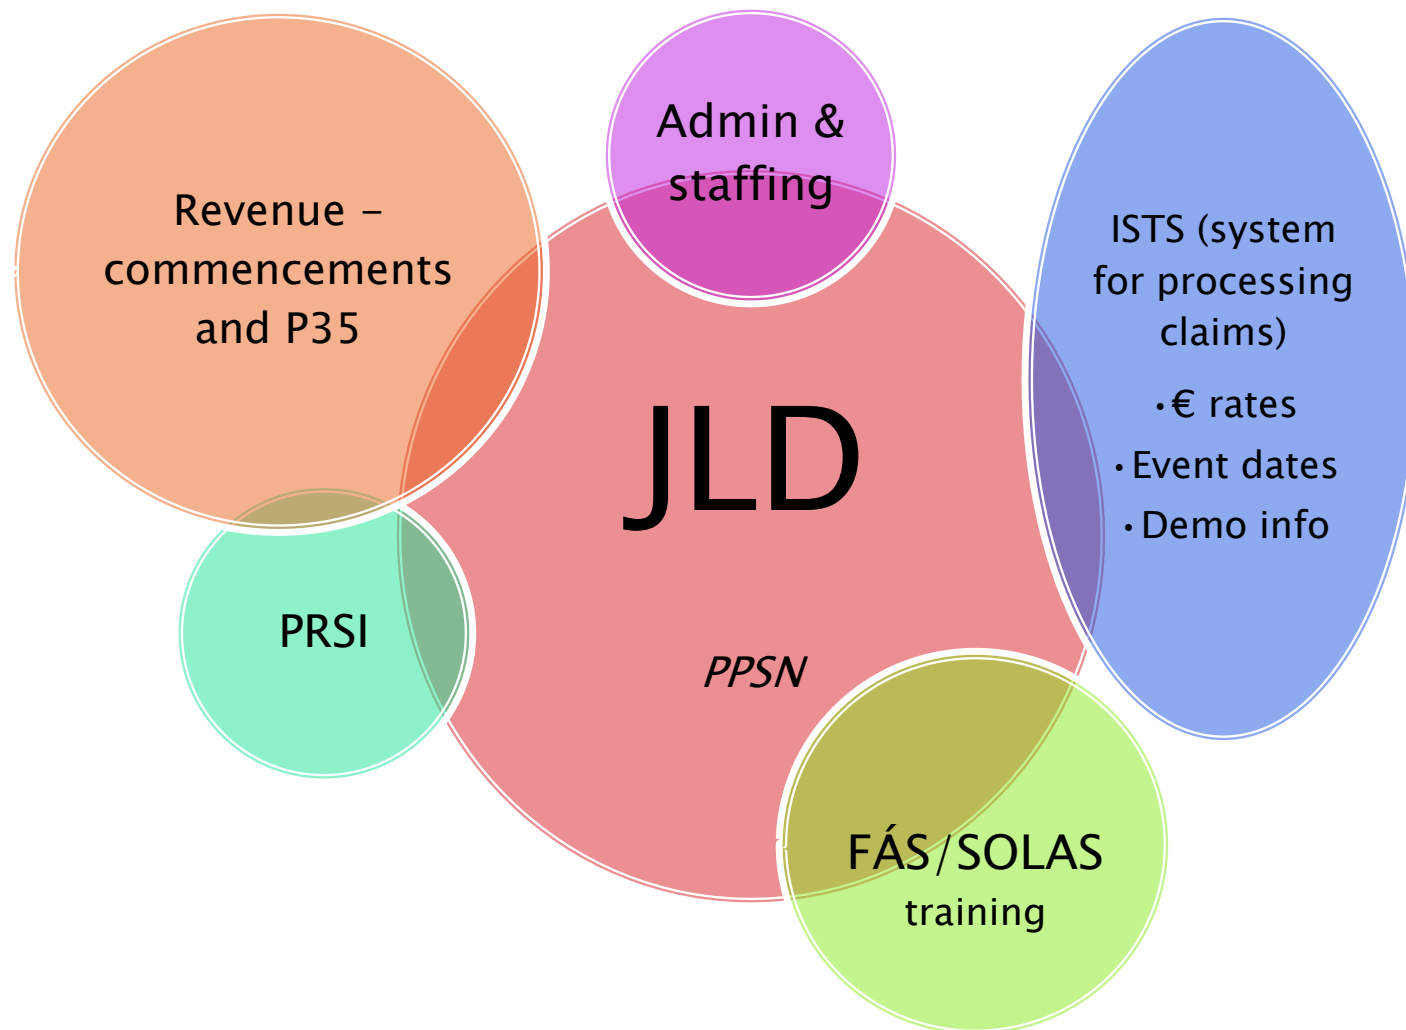 Admin &
staffing
Revenue –
commencements
and P35
ISTS (system
for processing
claims)
• € rates
• Event dates
• Demo info
JLD
PRSI
PPSN
FÁS/SOLAS
training